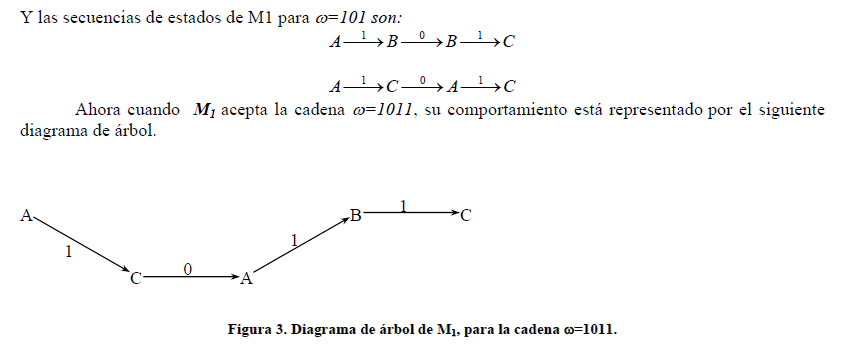 Y las secuencias de estados de M1 para ω=101 son:
A 1 B 0 B 1 C
A 1 C 0 A 1 C
Ahora cuando M₁ acepta la cadena ω=1011, su comportamiento está representado por el siguiente
diagrama de árbol.
A B 1 C
1 1
C 0 A
Figura 3. Diagrama de árbol de M₁, para la cadena ω=1011.